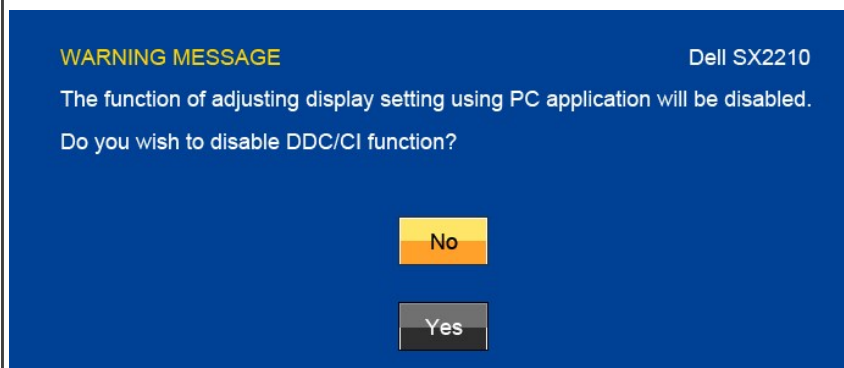 WARNING MESSAGE Dell SX2210
The function of adjusting display setting using PC application will be disabled.
Do you wish to disable DDC/CI function?
No
Yes